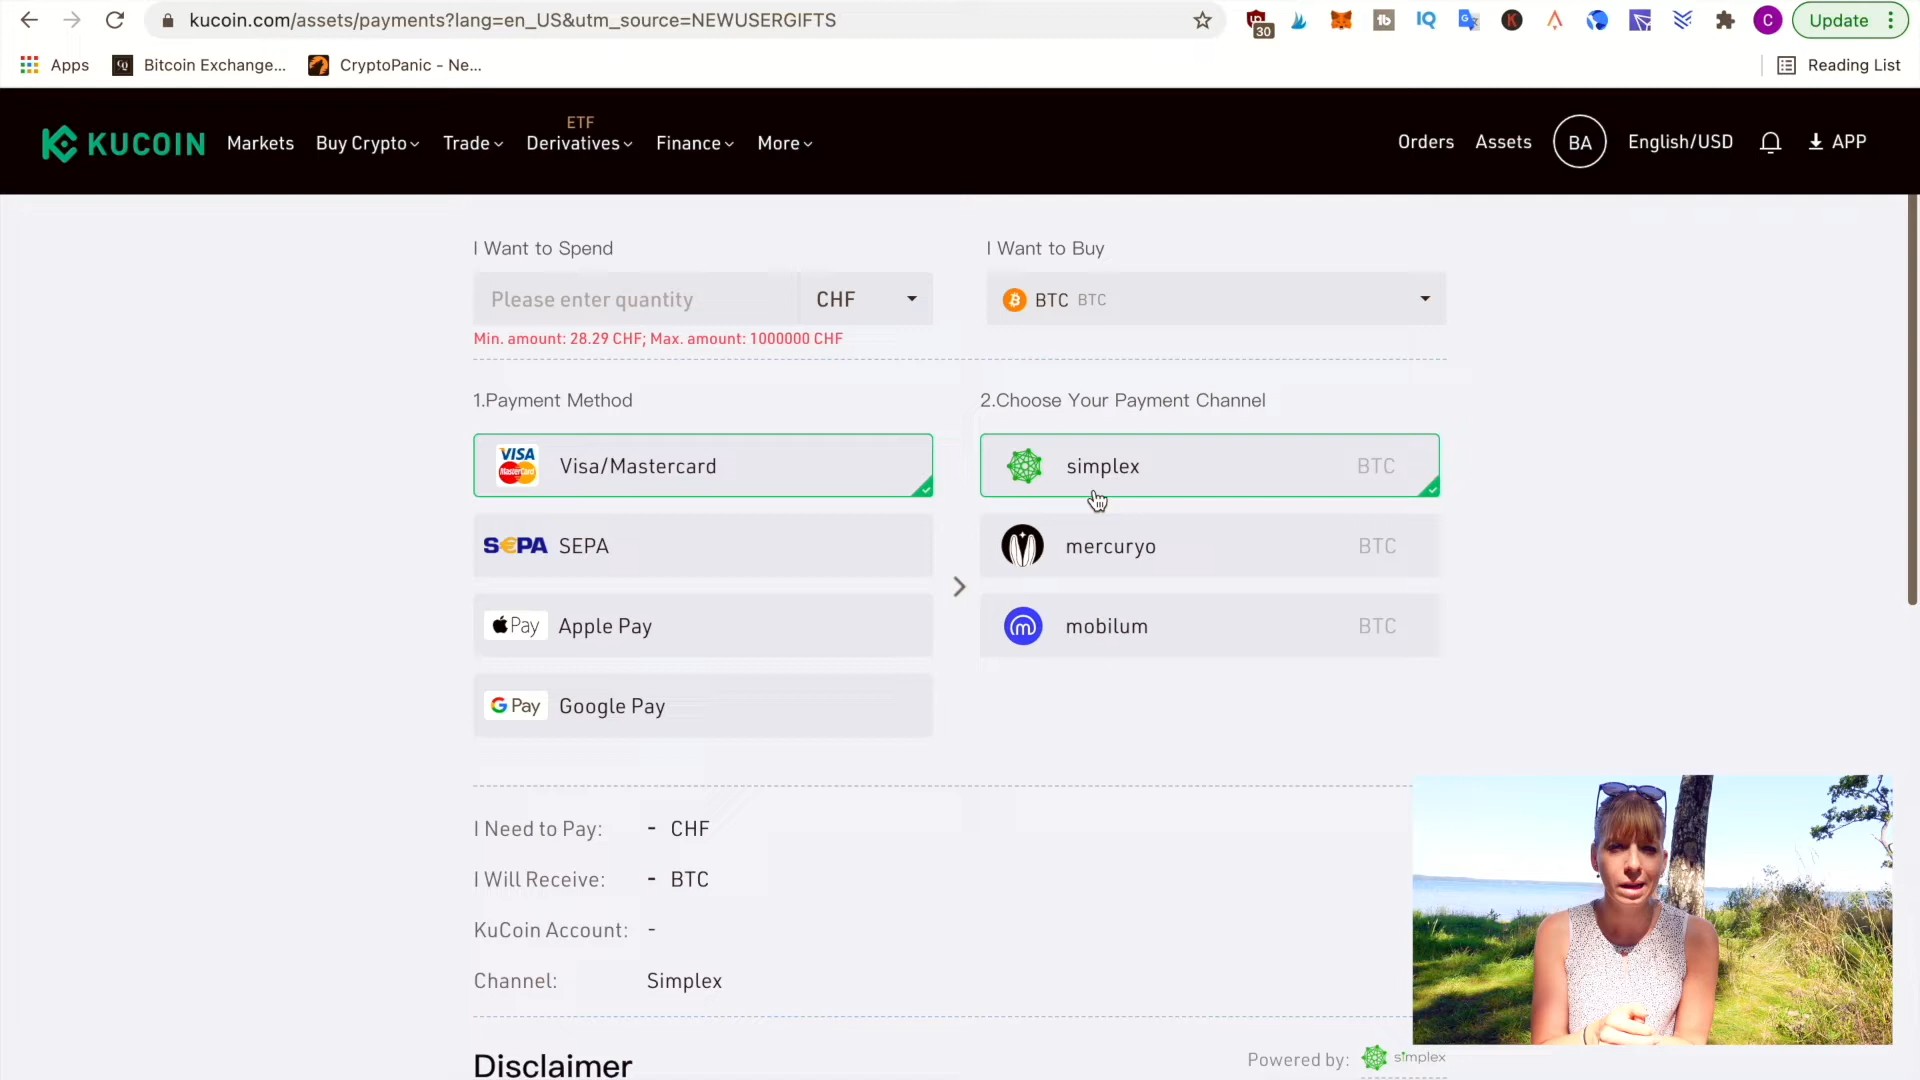 kucoin.com/assets/payments?lang=en_US&utm_source=NEWUSERGIFTS
30
1b
IQ
K
C
Update
Apps
Bitcoin Exchange...
CryptoPanic - Ne...
Reading List
KUCOIN
Markets
Buy Crypto
Trade
ETF
Derivatives
Finance
More
Orders
Assets
BA
English/USD
APP
I Want to Spend
I Want to Buy
Please enter quantity
CHF
BTC BTC
Min. amount: 28.29 CHF; Max. amount: 1000000 CHF
1.Payment Method
2.Choose Your Payment Channel
VISA
MasterCard
Visa/Mastercard
simplex
BTC
S€PA SEPA
mercuryo
BTC
Pay Apple Pay
mobilum
BTC
G Pay Google Pay
I Need to Pay: - CHF
I Will Receive: - BTC
KuCoin Account: -
Channel: Simplex
Disclaimer
Powered by: simplex